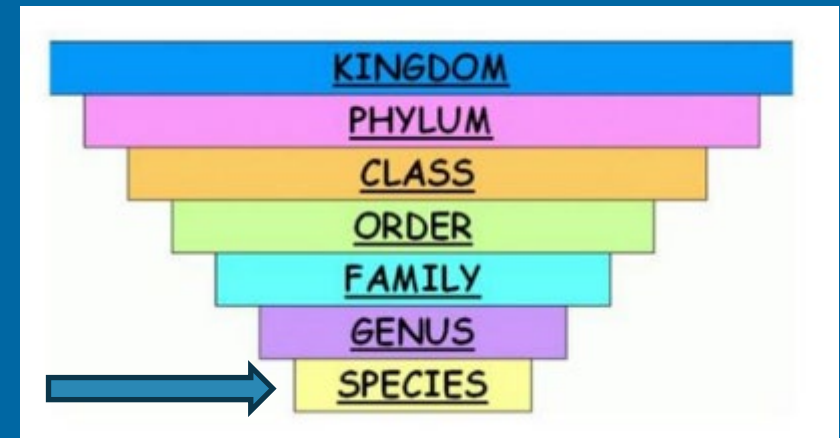 KINGDOM
PHYLUM
CLASS
ORDER
FAMILY
GENUS
SPECIES